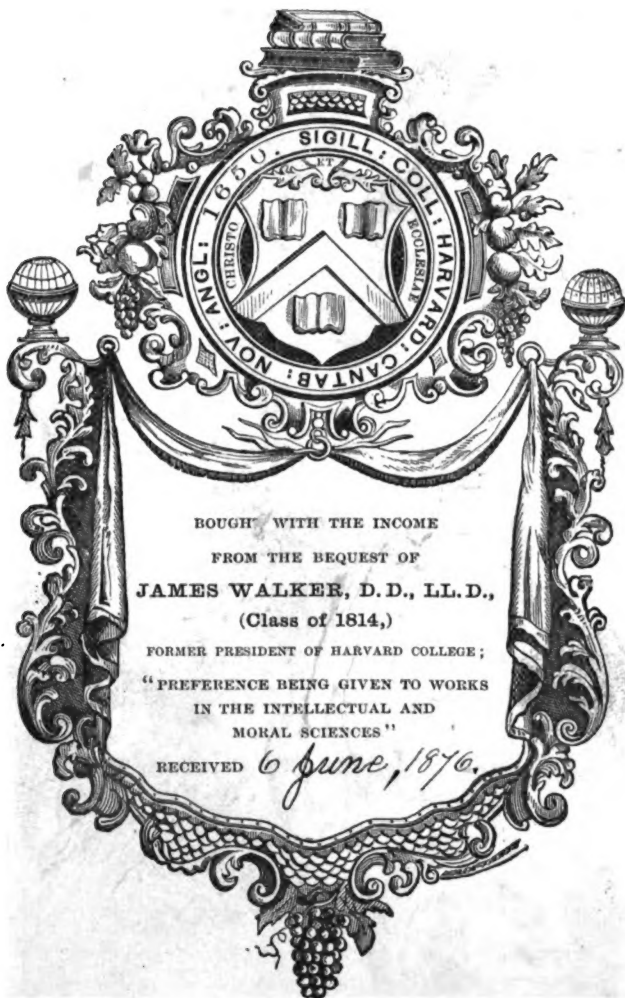 SIGILL: COLL: HARVARD: CANTAB: NOV: ANGL: 1650.
CHRISTO ET ECCLESIAE
BOUGHT WITH THE INCOME
FROM THE BEQUEST OF
JAMES WALKER, D.D., LL.D.,
(Class of 1814,)
FORMER PRESIDENT OF HARVARD COLLEGE;
"PREFERENCE BEING GIVEN TO WORKS
IN THE INTELLECTUAL AND
MORAL SCIENCES"
RECEIVED 6 June, 1876.